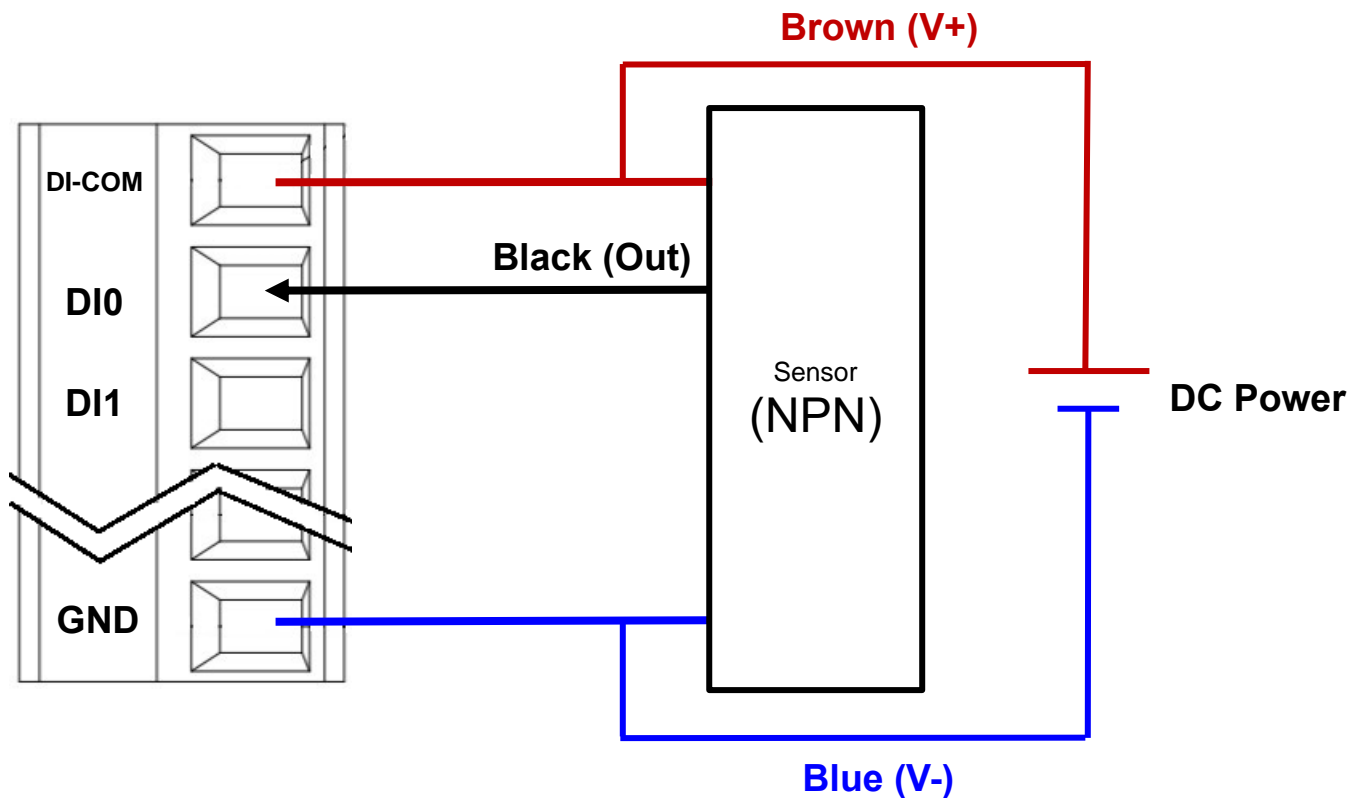 Brown (V+)
DI-COM
Black (Out)
DI0
Sensor
(NPN)
DI1
DC Power
GND
Blue (V-)